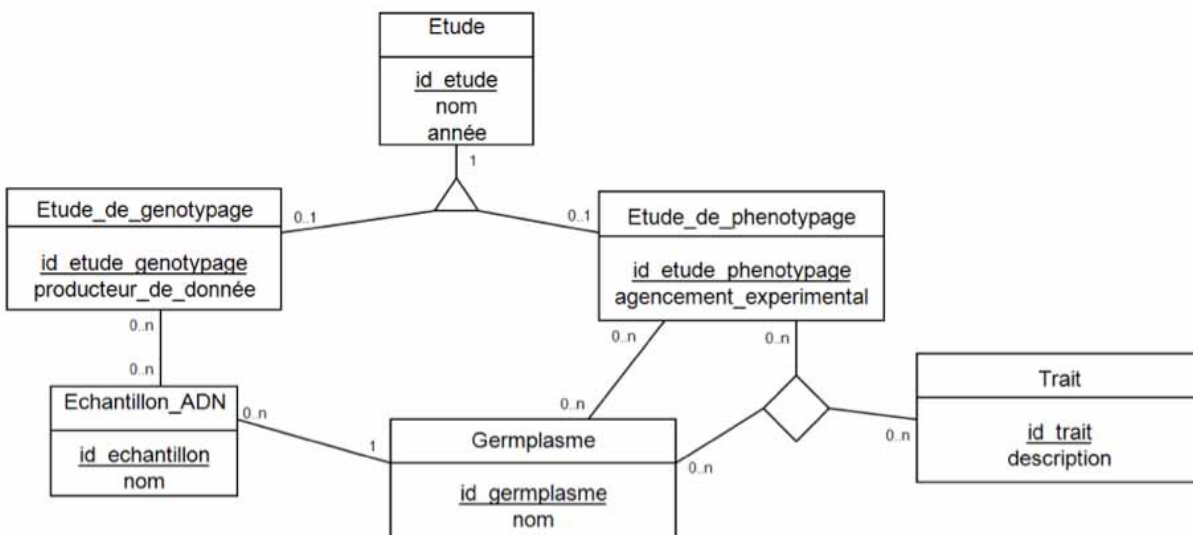 Etude
id_etude
nom
année
1
0..1
0..1
Etude_de_genotypage
id_etude_genotypage
producteur_de_donnée
Etude_de_phenotypage
id_etude_phenotypage
agencement_experimental
0..n
0..n
0..n
0..n
0..n
Echantillon_ADN
id_echantillon
nom
0..n
1
Germplasme
id_germplasme
nom
0..n
0..n
Trait
id_trait
description